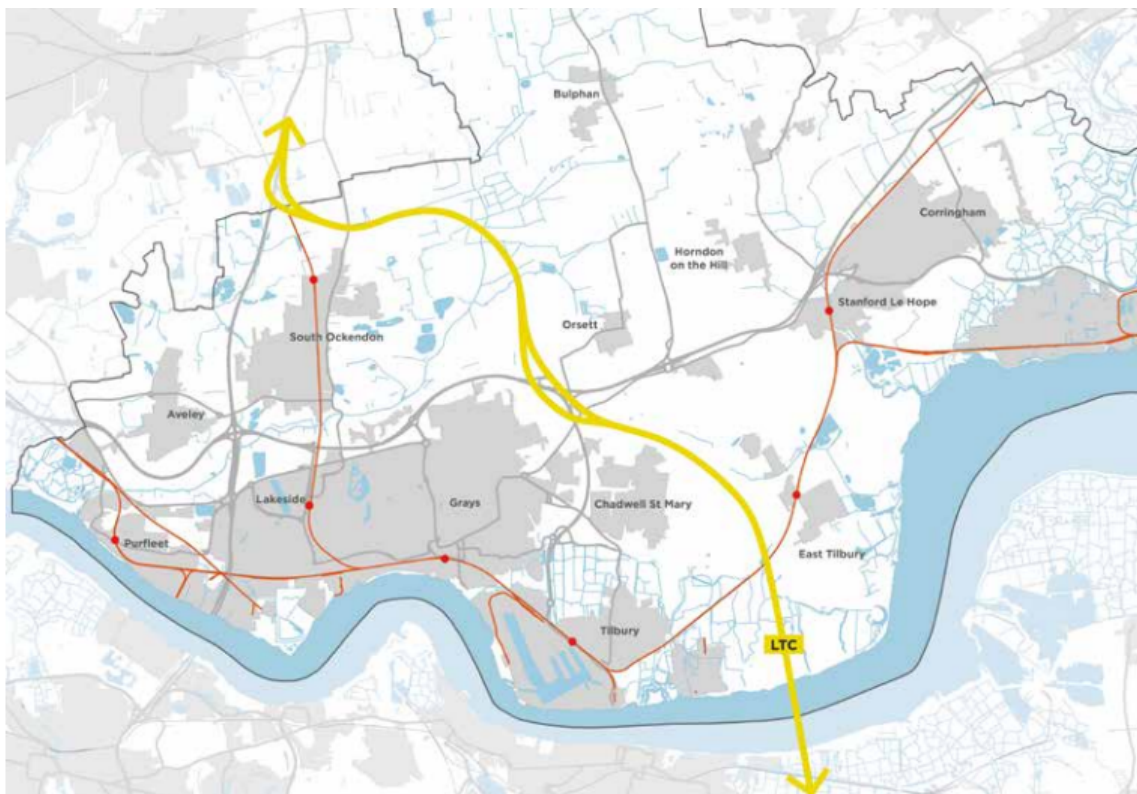 Bulphan
Corringham
Horndon
on the Hill
Stanford Le Hope
Orsett
South Ockendon
Aveley
Lakeside
Grays
Chadwell St Mary
Purfleet
East Tilbury
Tilbury
LTC